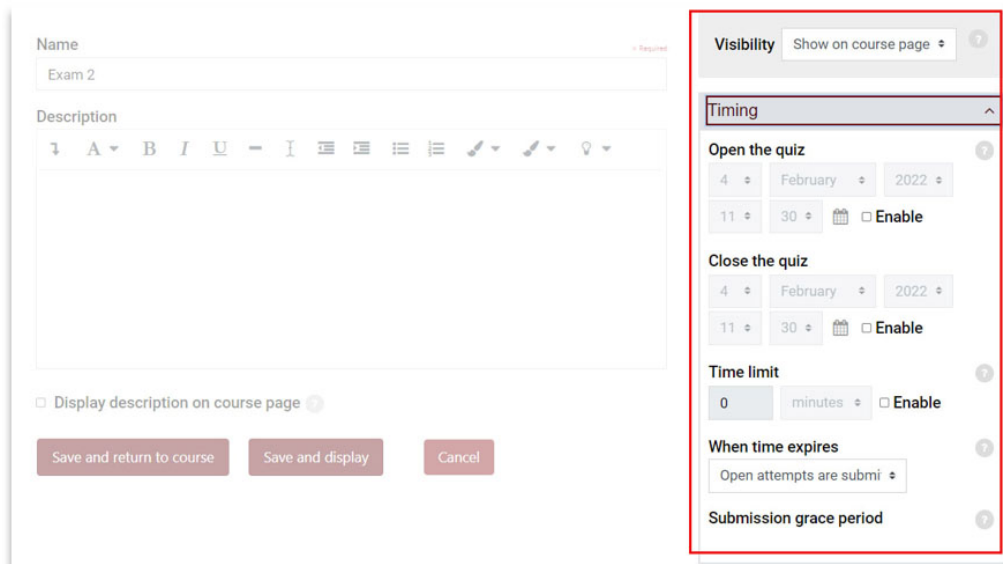 Name
× Required
Exam 2
Description
A B I U
Display description on course page ?
Save and return to course Save and display Cancel
Visibility Show on course page ?
Timing
Open the quiz ?
4 February 2022
11 30 Enable
Close the quiz
4 February 2022
11 30 Enable
Time limit ?
0 minutes Enable
When time expires ?
Open attempts are submi
Submission grace period ?